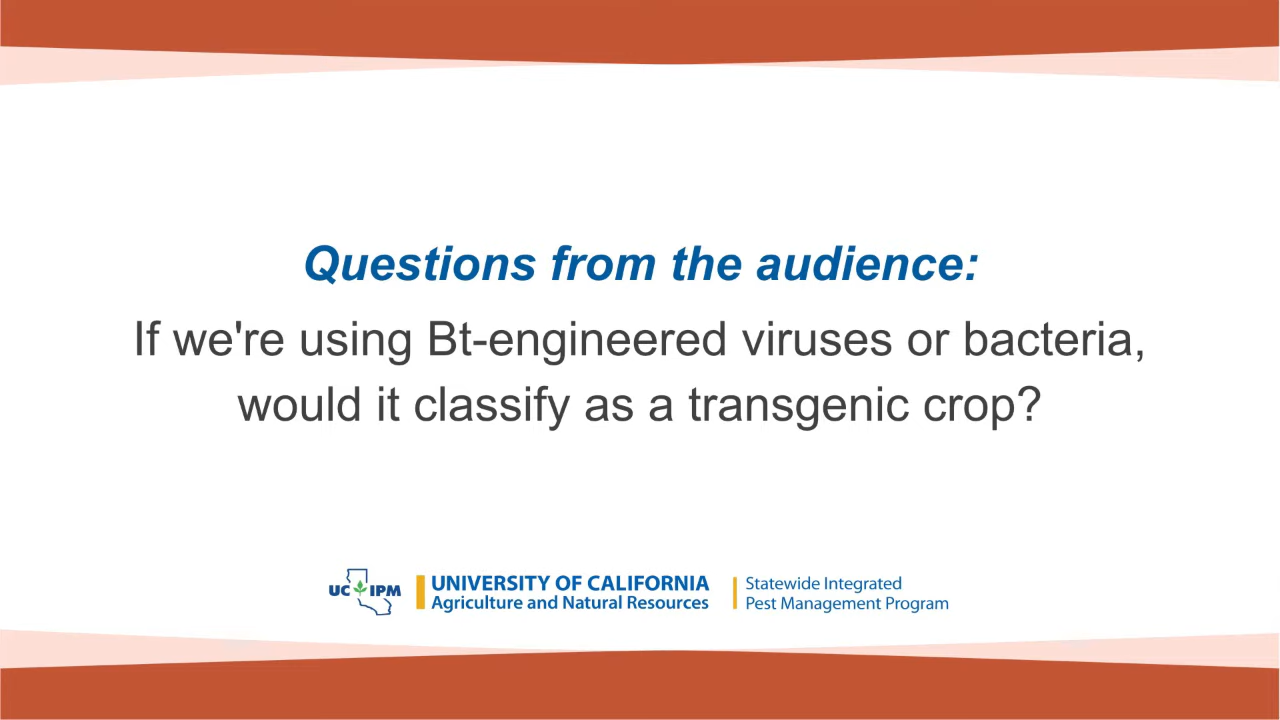 Questions from the audience:
If we're using Bt-engineered viruses or bacteria,
would it classify as a transgenic crop?
UC IPM
UNIVERSITY OF CALIFORNIA
Agriculture and Natural Resources
Statewide Integrated
Pest Management Program